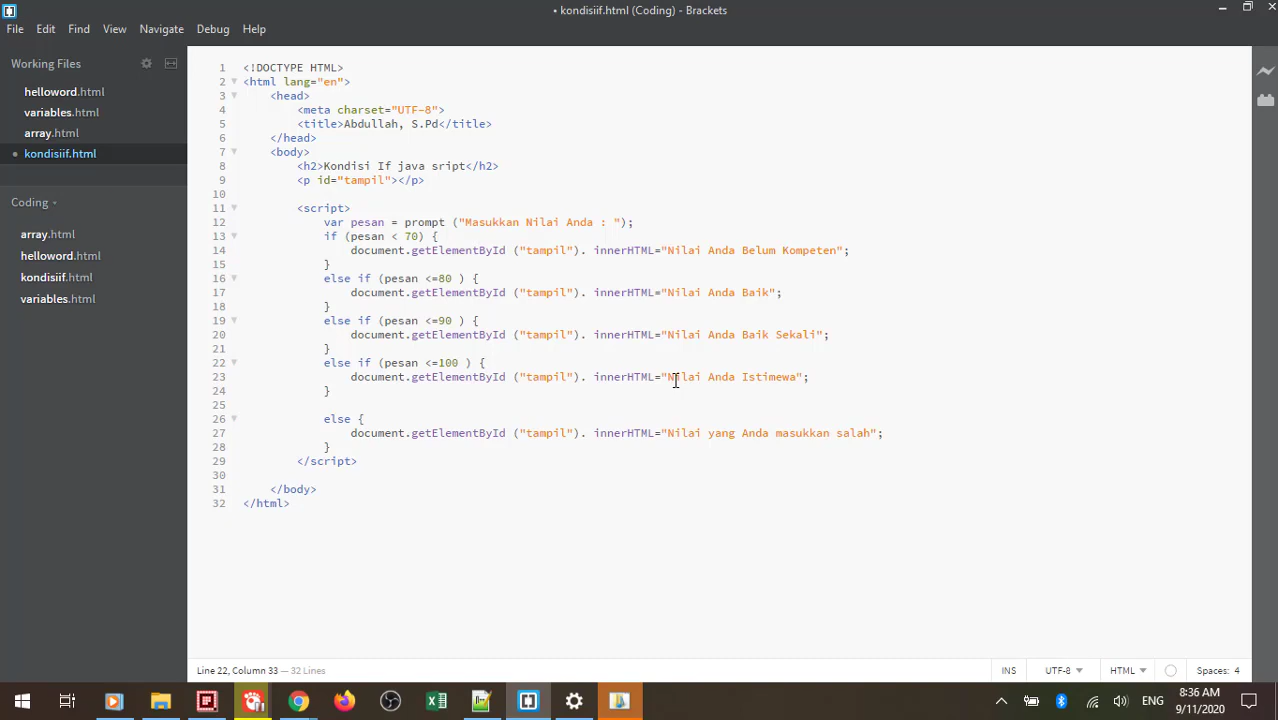 • kondisiif.html (Coding) - Brackets
File Edit Find View Navigate Debug Help
Working Files
helloword.html
variables.html
array.html
kondisiif.html
Coding
array.html
helloword.html
kondisiif.html
variables.html
1 <!DOCTYPE HTML>
2 <html lang="en">
3 <head>
4 <meta charset="UTF-8">
5 <title>Abdullah, S.Pd</title>
6 </head>
7 <body>
8 <h2>Kondisi If java sript</h2>
9 <p id="tampil"></p>
10
11 <script>
12 var pesan = prompt ("Masukkan Nilai Anda : ");
13 if (pesan < 70) {
14 document.getElementById ("tampil"). innerHTML="Nilai Anda Belum Kompeten";
15 }
16 else if (pesan <=80 ) {
17 document.getElementById ("tampil"). innerHTML="Nilai Anda Baik";
18 }
19 else if (pesan <=90 ) {
20 document.getElementById ("tampil"). innerHTML="Nilai Anda Baik Sekali";
21 }
22 else if (pesan <=100 ) {
23 document.getElementById ("tampil"). innerHTML="Nilai Anda Istimewa";
24 }
25
26 else {
27 document.getElementById ("tampil"). innerHTML="Nilai yang Anda masukkan salah";
28 }
29 </script>
30
31 </body>
32 </html>
Line 22, Column 33 — 32 Lines
INS UTF-8 HTML Spaces: 4
ENG
8:36 AM
9/11/2020